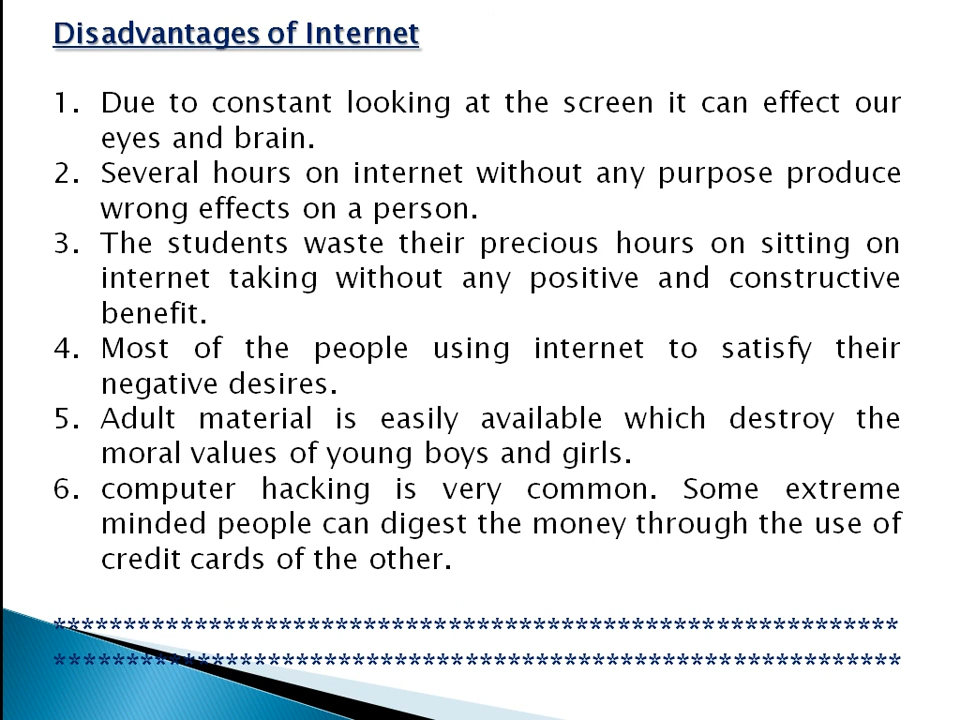 Disadvantages of Internet
1. Due to constant looking at the screen it can effect our
eyes and brain.
2. Several hours on internet without any purpose produce
wrong effects on a person.
3. The students waste their precious hours on sitting on
internet taking without any positive and constructive
benefit.
4. Most of the people using internet to satisfy their
negative desires.
5. Adult material is easily available which destroy the
moral values of young boys and girls.
6. computer hacking is very common. Some extreme
minded people can digest the money through the use of
credit cards of the other.
************************************************************
************************************************************